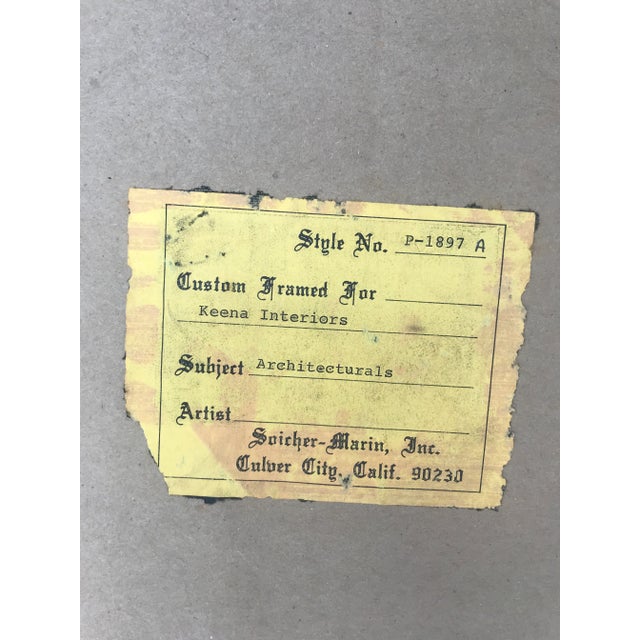 Style No. P-1897 A
Custom Framed For
Keena Interiors
Subject Architecturals
Artist
Soicher-Marin, Inc.
Culver City, Calif. 90230